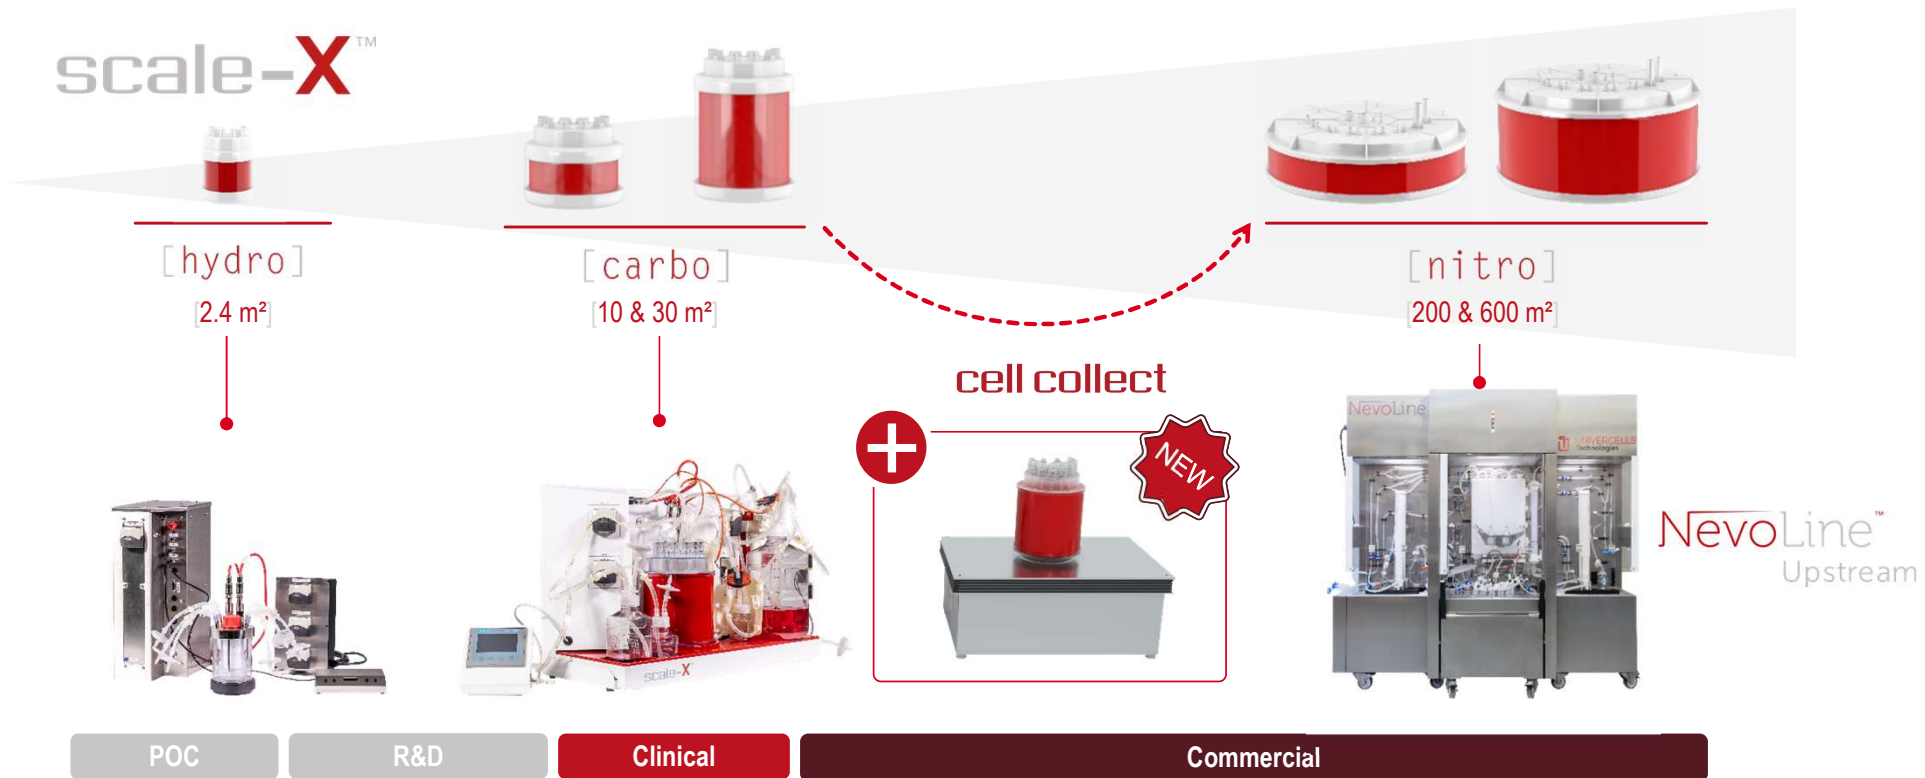 scale-X™
[hydro]
[2.4 m²]
[carbo]
[10 & 30 m²]
[nitro]
[200 & 600 m²]
cell collect
+
NEW
scale-X
NevoLine
UNIVERCELLS
Technologies
NevoLine™
Upstream
POC
R&D
Clinical
Commercial